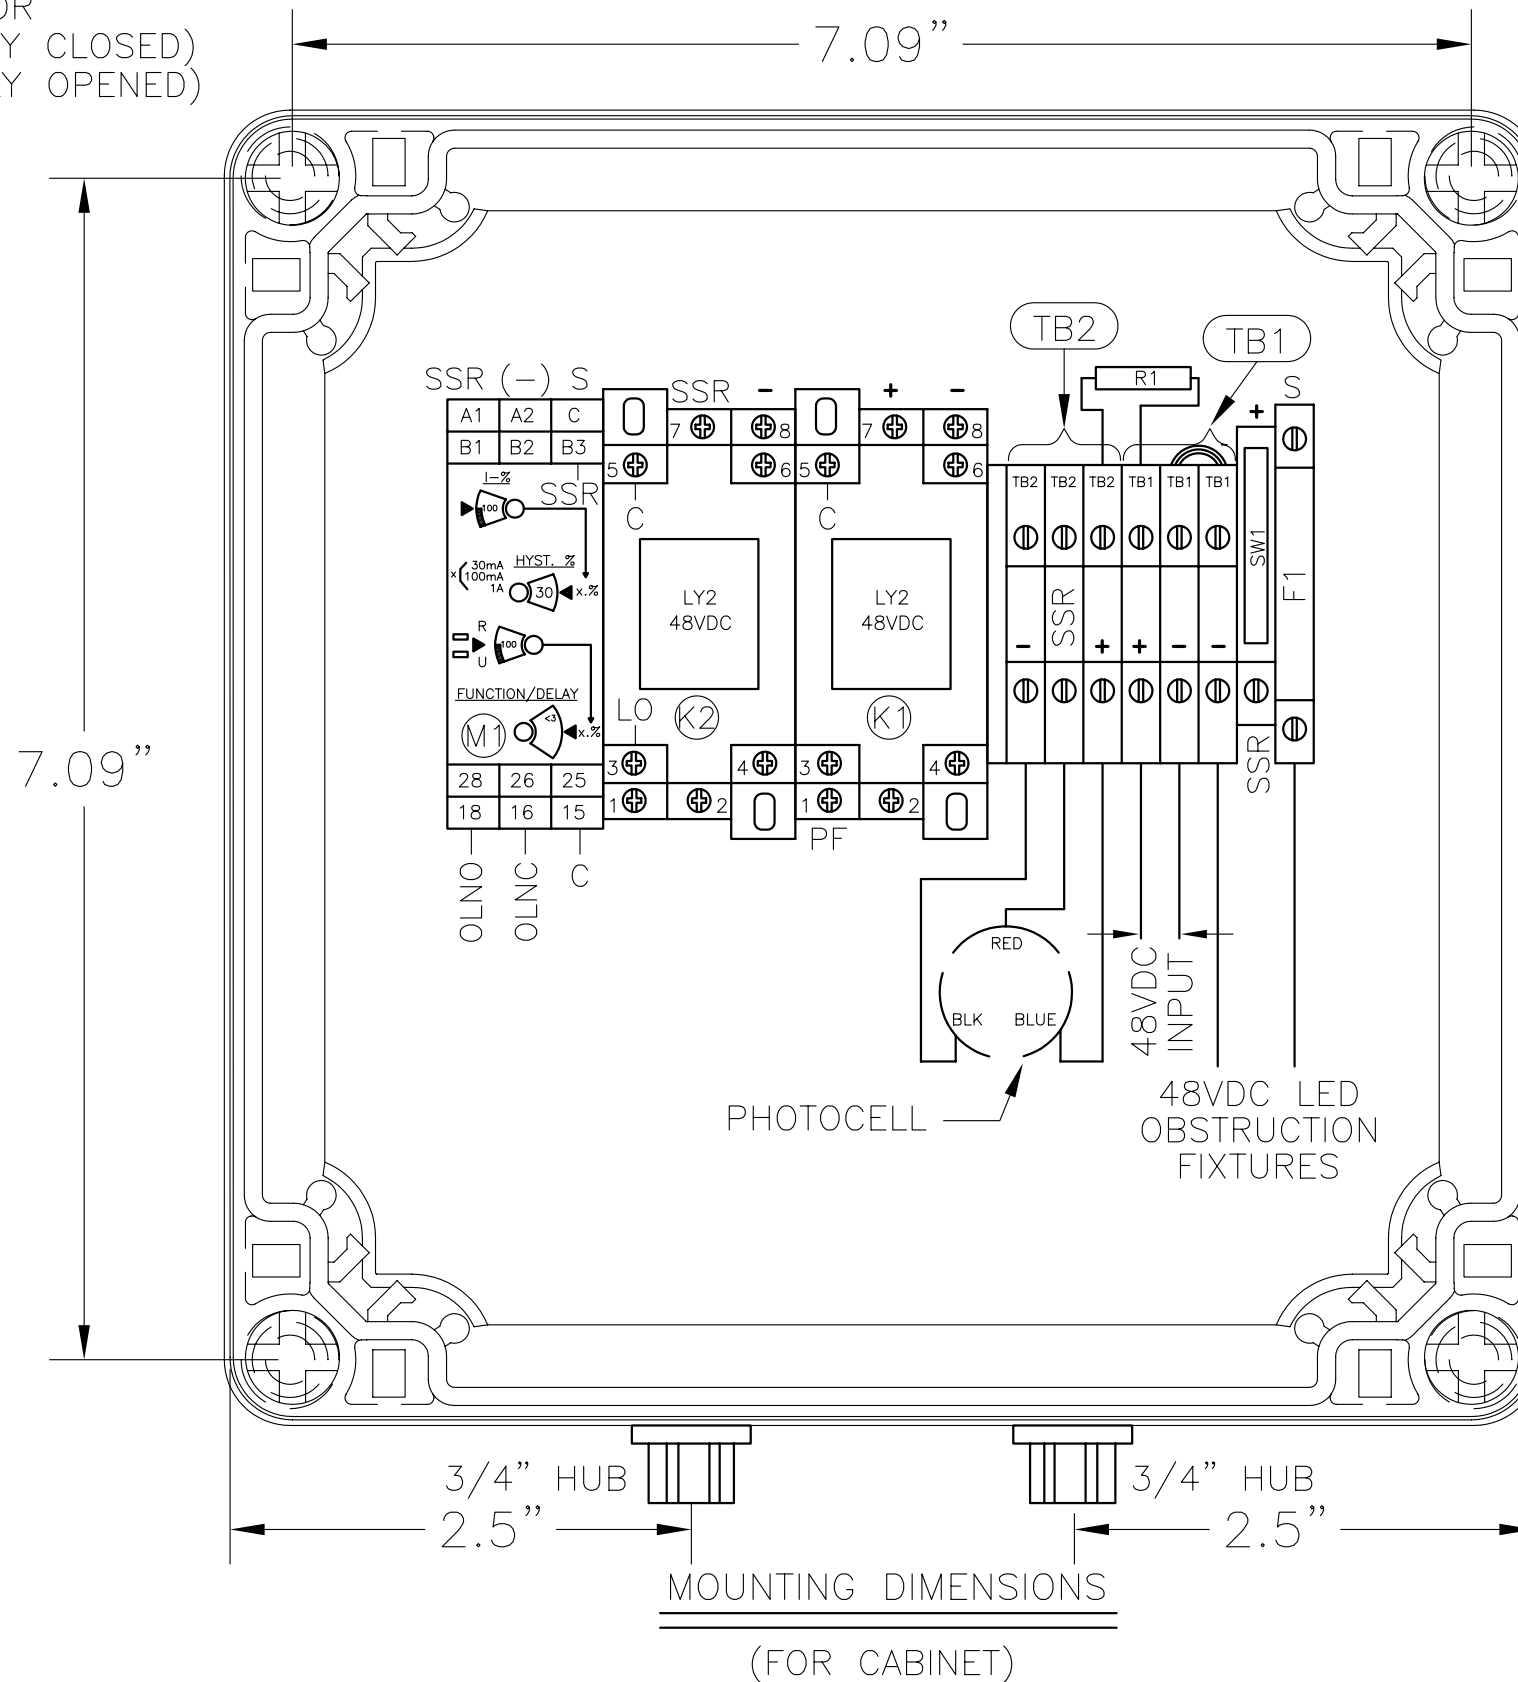 OR
Y CLOSED)
Y OPENED)
7.09”
7.09”
TB2
TB1
R1
SSR (-) S
SSR - + -
+ S
A1 A2 C
B1 B2 B3
SSR
7 8 7 8
5 6 5 6
C C
I-%
100
30mA
100mA
1A
x
HYST. %
30 x.%
R
U
100
FUNCTION/DELAY
<3 x.%
M1
LY2
48VDC
LY2
48VDC
K2
K1
LO
3 4 3 4
1 2 1 2
PF
28 26 25
18 16 15
OLNO
OLNC
C
TB2 TB2 TB2 TB1 TB1 TB1
- SSR + + - -
SW1
F1
SSR
RED
BLK BLUE
PHOTOCELL
48VDC
INPUT
48VDC LED
OBSTRUCTION
FIXTURES
3/4” HUB
3/4” HUB
2.5”
2.5”
MOUNTING DIMENSIONS
(FOR CABINET)